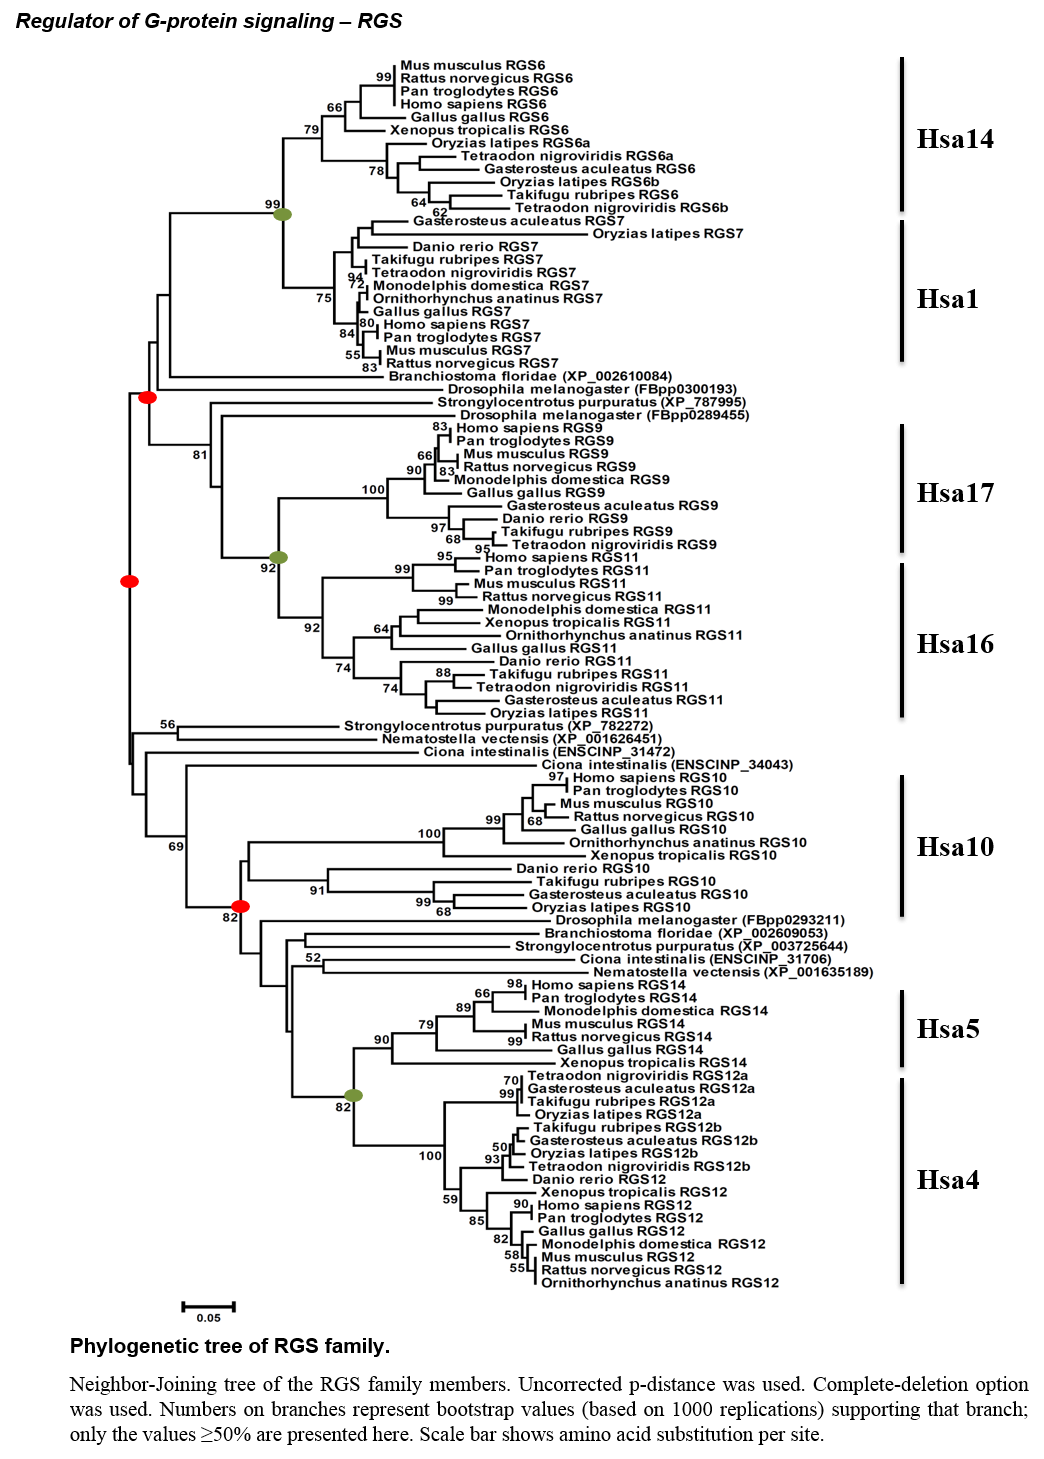 Regulator of G-protein signaling – RGS
Mus musculus RGS6
99
Rattus norvegicus RGS6
Pan troglodytes RGS6
Homo sapiens RGS6
66
Gallus gallus RGS6
79
Xenopus tropicalis RGS6
Hsa14
Oryzias latipes RGS6a
Tetraodon nigroviridis RGS6a
78
Gasterosteus aculeatus RGS6
Oryzias latipes RGS6b
Takifugu rubripes RGS6
64
99
62
Tetraodon nigroviridis RGS6b
Gasterosteus aculeatus RGS7
Oryzias latipes RGS7
Danio rerio RGS7
Takifugu rubripes RGS7
94
Tetraodon nigroviridis RGS7
72
Monodelphis domestica RGS7
75
Ornithorhynchus anatinus RGS7
Hsa1
Gallus gallus RGS7
80
Homo sapiens RGS7
84
Pan troglodytes RGS7
55
Mus musculus RGS7
83
Rattus norvegicus RGS7
Branchiostoma floridae (XP_002610084)
Drosophila melanogaster (FBpp0300193)
Strongylocentrotus purpuratus (XP_787995)
Drosophila melanogaster (FBpp0289455)
83
Homo sapiens RGS9
Pan troglodytes RGS9
81
66
Mus musculus RGS9
90
83
Rattus norvegicus RGS9
Monodelphis domestica RGS9
100
Gallus gallus RGS9
Hsa17
Gasterosteus aculeatus RGS9
97
Danio rerio RGS9
68
Takifugu rubripes RGS9
95
Tetraodon nigroviridis RGS9
95
Homo sapiens RGS11
92
99
Pan troglodytes RGS11
Mus musculus RGS11
99
Rattus norvegicus RGS11
Monodelphis domestica RGS11
92
64
Xenopus tropicalis RGS11
Ornithorhynchus anatinus RGS11
Hsa16
Gallus gallus RGS11
74
Danio rerio RGS11
88
Takifugu rubripes RGS11
74
Tetraodon nigroviridis RGS11
Gasterosteus aculeatus RGS11
Oryzias latipes RGS11
56
Strongylocentrotus purpuratus (XP_782272)
Nematostella vectensis (XP_001626451)
Ciona intestinalis (ENSCINP_31472)
Ciona intestinalis (ENSCINP_34043)
97
Homo sapiens RGS10
Pan troglodytes RGS10
Mus musculus RGS10
99
68
Rattus norvegicus RGS10
100
Gallus gallus RGS10
69
Ornithorhynchus anatinus RGS10
Hsa10
Xenopus tropicalis RGS10
Danio rerio RGS10
91
Takifugu rubripes RGS10
99
Gasterosteus aculeatus RGS10
68
Oryzias latipes RGS10
82
Drosophila melanogaster (FBpp0293211)
Branchiostoma floridae (XP_002609053)
Strongylocentrotus purpuratus (XP_003725644)
52
Ciona intestinalis (ENSCINP_31706)
Nematostella vectensis (XP_001635189)
98
Homo sapiens RGS14
66
Pan troglodytes RGS14
89
Monodelphis domestica RGS14
79
Mus musculus RGS14
Hsa5
90
99
Rattus norvegicus RGS14
Gallus gallus RGS14
Xenopus tropicalis RGS14
70
Tetraodon nigroviridis RGS12a
99
Gasterosteus aculeatus RGS12a
82
Takifugu rubripes RGS12a
Oryzias latipes RGS12a
Takifugu rubripes RGS12b
50
Gasterosteus aculeatus RGS12b
100
93
Oryzias latipes RGS12b
Tetraodon nigroviridis RGS12b
Danio rerio RGS12
Hsa4
59
Xenopus tropicalis RGS12
90
Homo sapiens RGS12
85
Pan troglodytes RGS12
82
Gallus gallus RGS12
58
Monodelphis domestica RGS12
55
Mus musculus RGS12
Rattus norvegicus RGS12
Ornithorhynchus anatinus RGS12
0.05
Phylogenetic tree of RGS family.
Neighbor-Joining tree of the RGS family members. Uncorrected p-distance was used. Complete-deletion option
was used. Numbers on branches represent bootstrap values (based on 1000 replications) supporting that branch;
only the values ≥50% are presented here. Scale bar shows amino acid substitution per site.